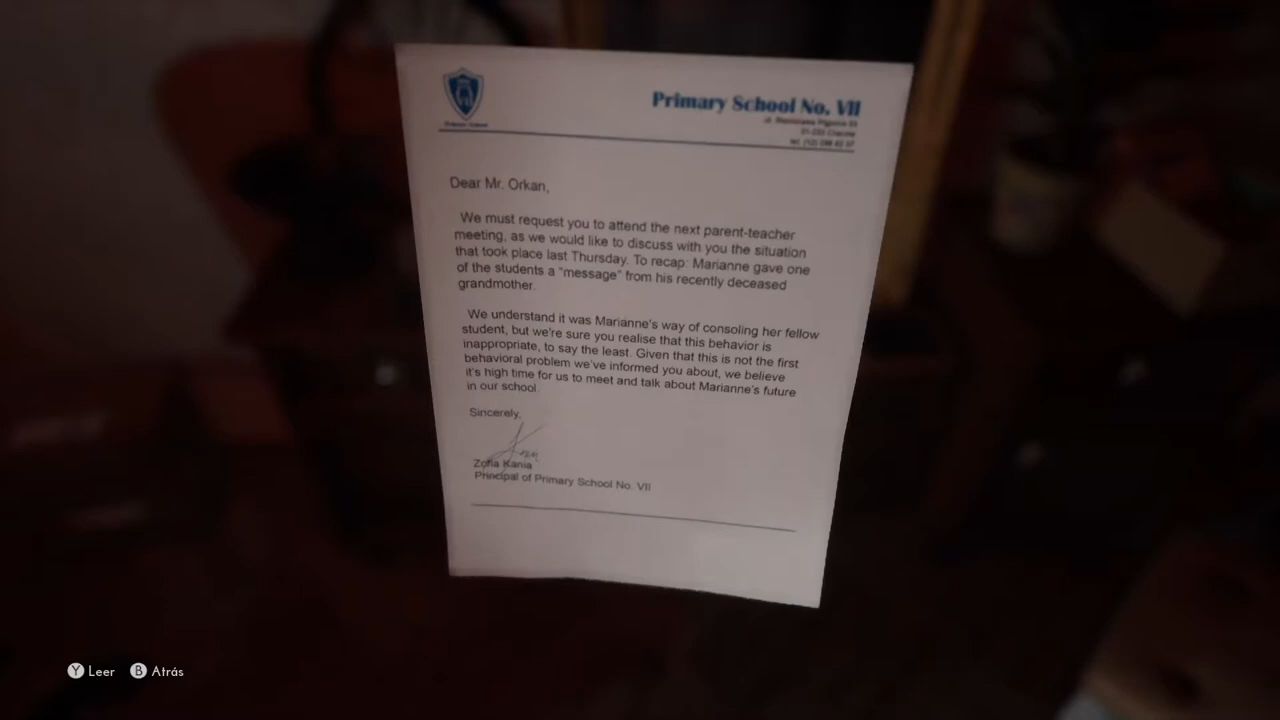 Primary School No. VII
Dear Mr. Orkan,
We must request you to attend the next parent-teacher
meeting, as we would like to discuss with you the situation
that took place last Thursday. To recap: Marianne gave one
of the students a "message" from his recently deceased
grandmother.
We understand it was Marianne's way of consoling her fellow
student, but we're sure you realise that this behavior is
inappropriate, to say the least. Given that this is not the first
behavioral problem we've informed you about, we believe
it's high time for us to meet and talk about Marianne's future
in our school.
Sincerely,
Zofia Kania
Principal of Primary School No. VII
Y Leer B Atrás